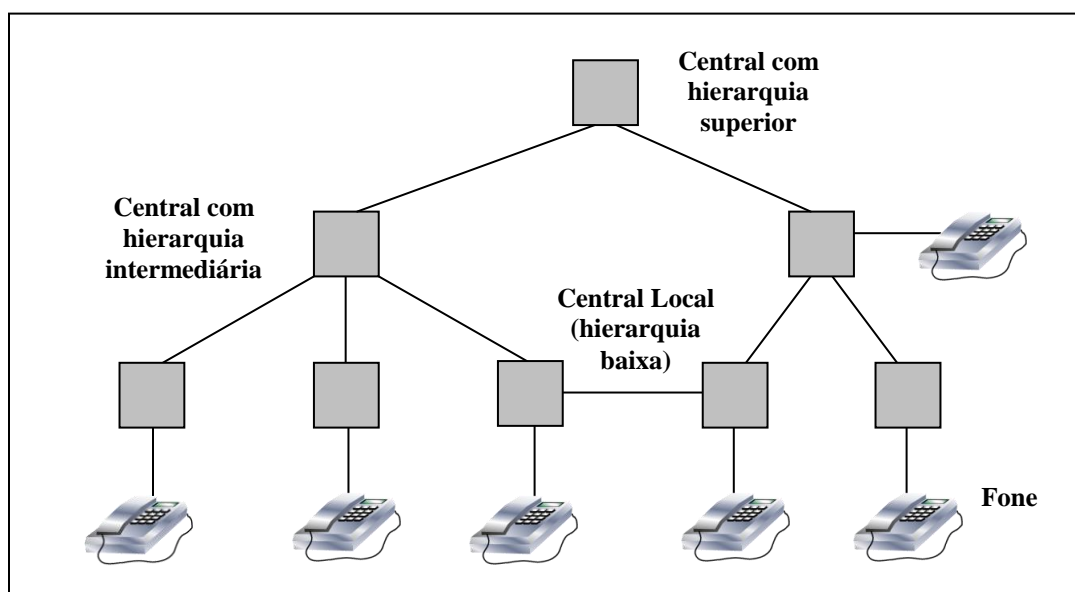 Central com
hierarquia
superior
Central com
hierarquia
intermediária
Central Local
(hierarquia
baixa)
Fone